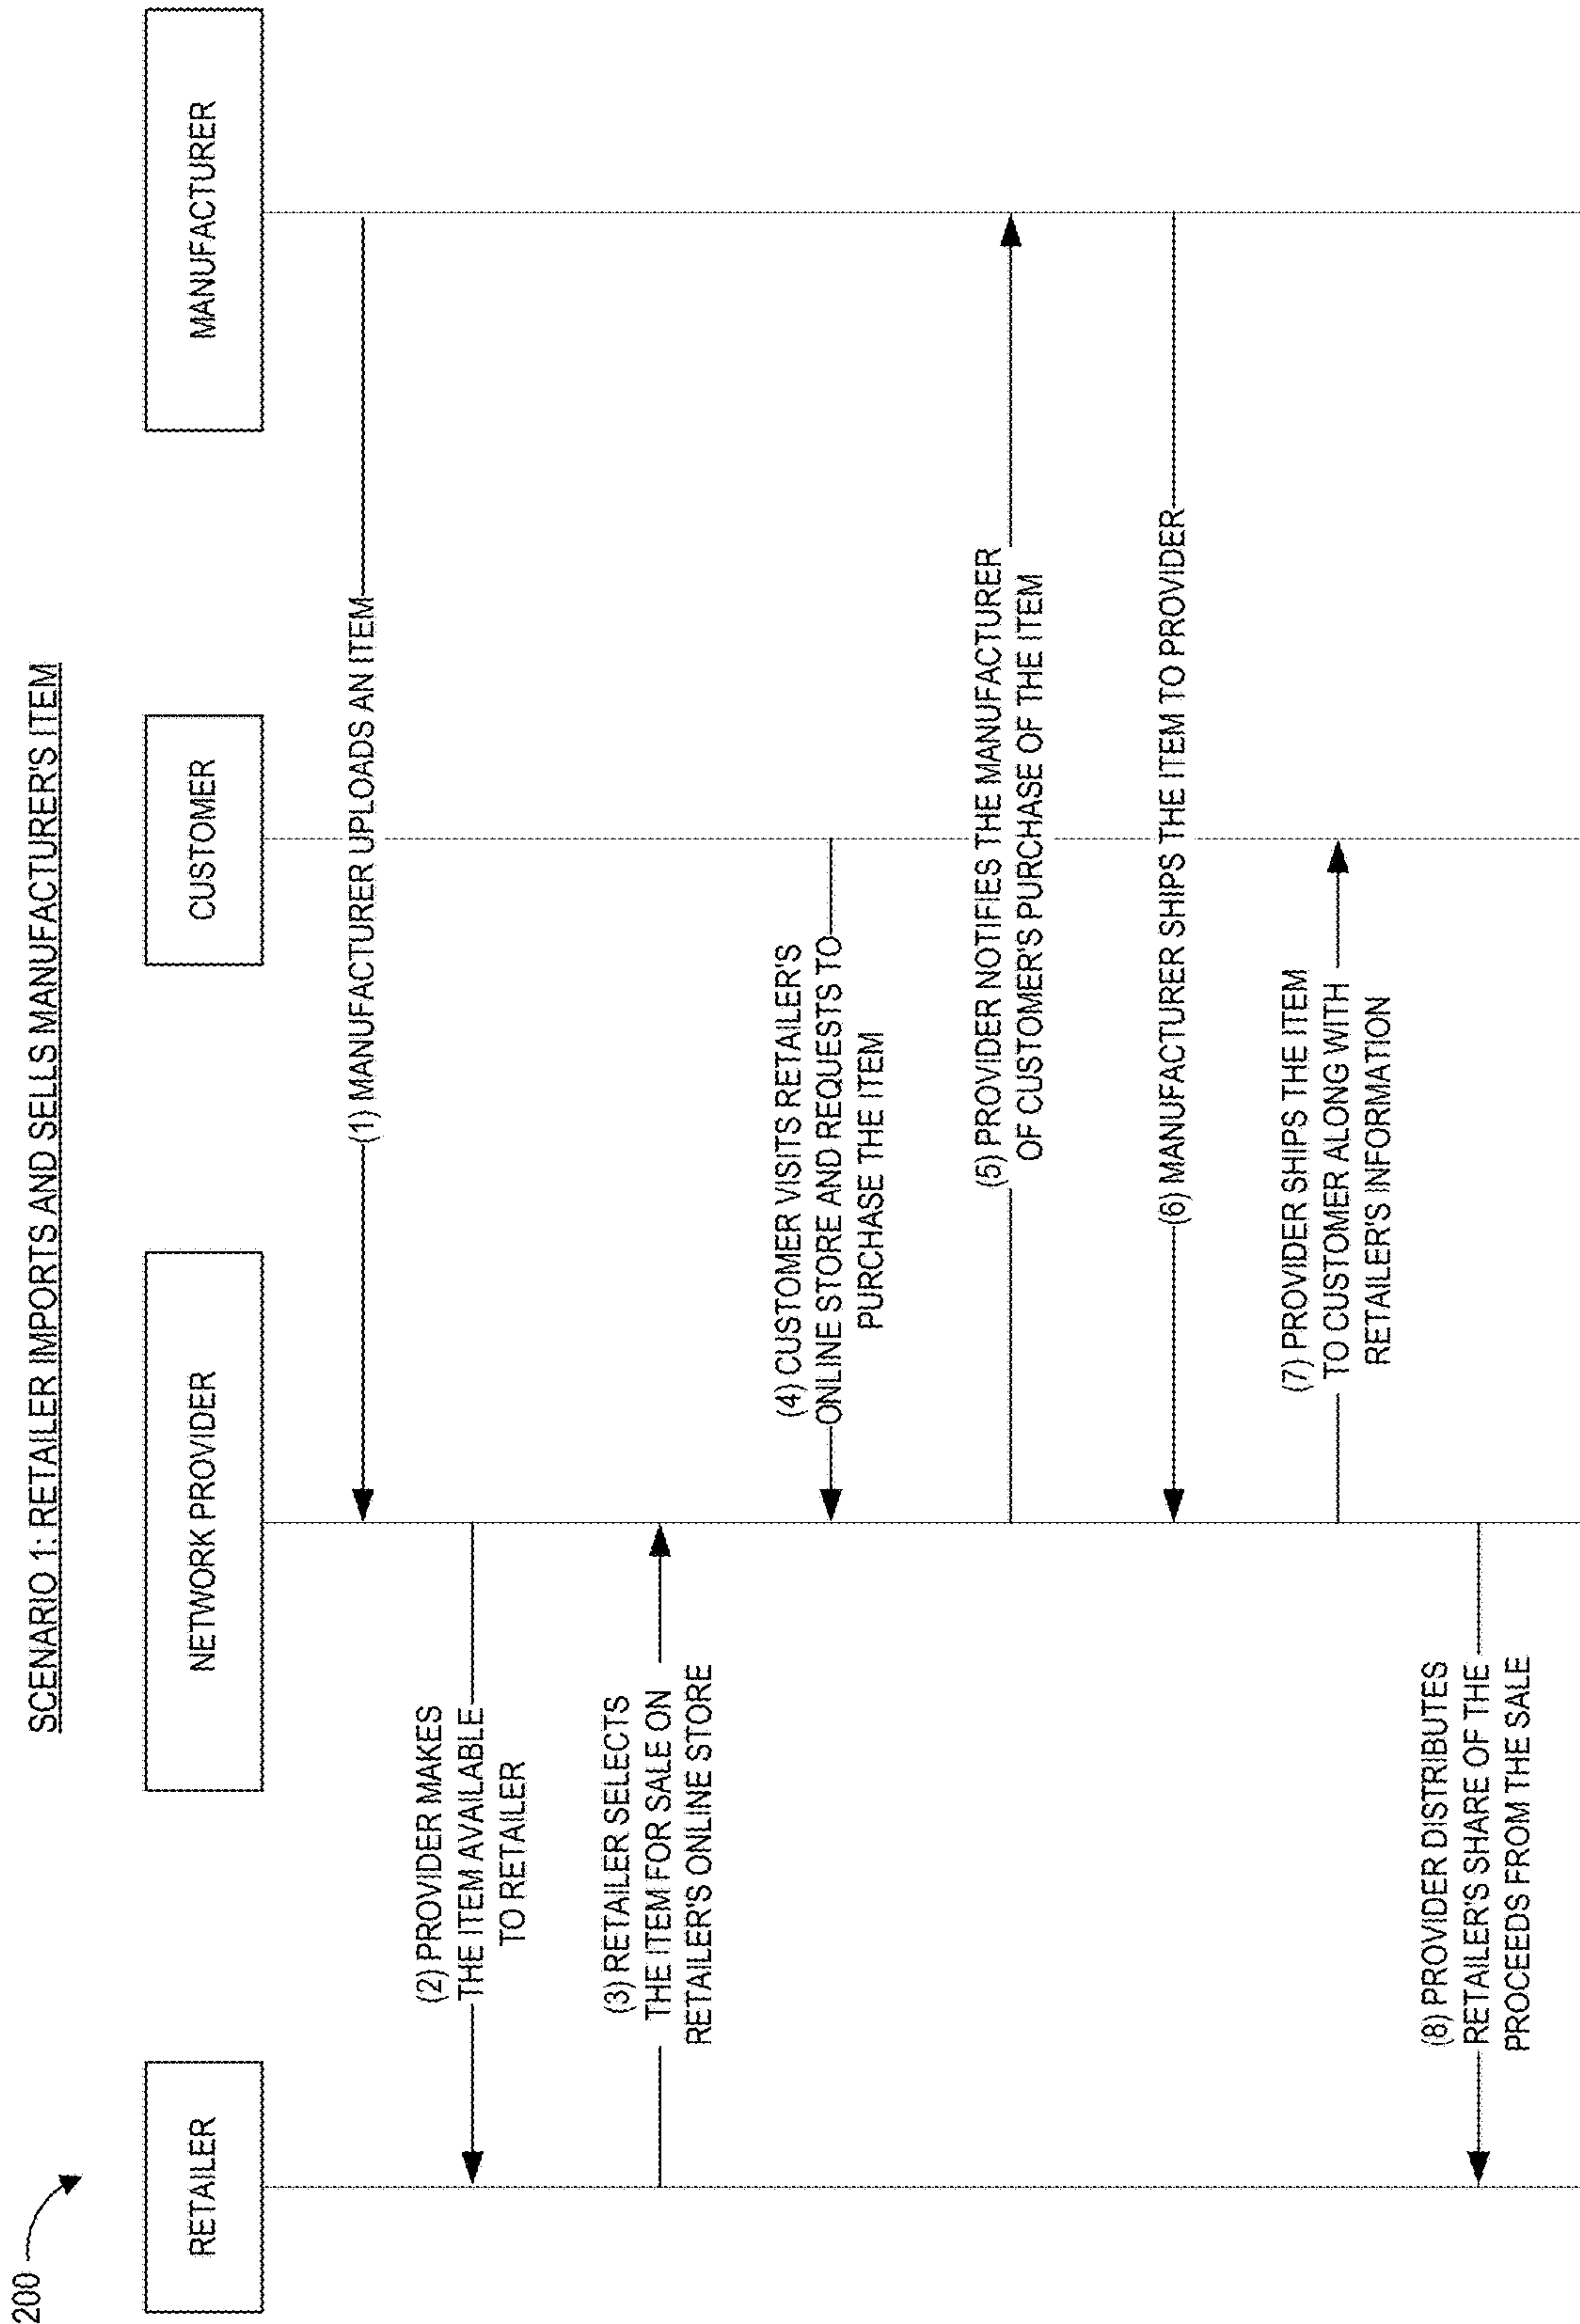 200
SCENARIO 1: RETAILER IMPORTS AND SELLS MANUFACTURER'S ITEM
RETAILER
NETWORK PROVIDER
CUSTOMER
MANUFACTURER
(1) MANUFACTURER UPLOADS AN ITEM
(2) PROVIDER MAKES
THE ITEM AVAILABLE
TO RETAILER
(3) RETAILER SELECTS
THE ITEM FOR SALE ON
RETAILER'S ONLINE STORE
(4) CUSTOMER VISITS RETAILER'S
ONLINE STORE AND REQUESTS TO
PURCHASE THE ITEM
(5) PROVIDER NOTIFIES THE MANUFACTURER
OF CUSTOMER'S PURCHASE OF THE ITEM
(6) MANUFACTURER SHIPS THE ITEM TO PROVIDER
(7) PROVIDER SHIPS THE ITEM
TO CUSTOMER ALONG WITH
RETAILER'S INFORMATION
(8) PROVIDER DISTRIBUTES
RETAILER'S SHARE OF THE
PROCEEDS FROM THE SALE